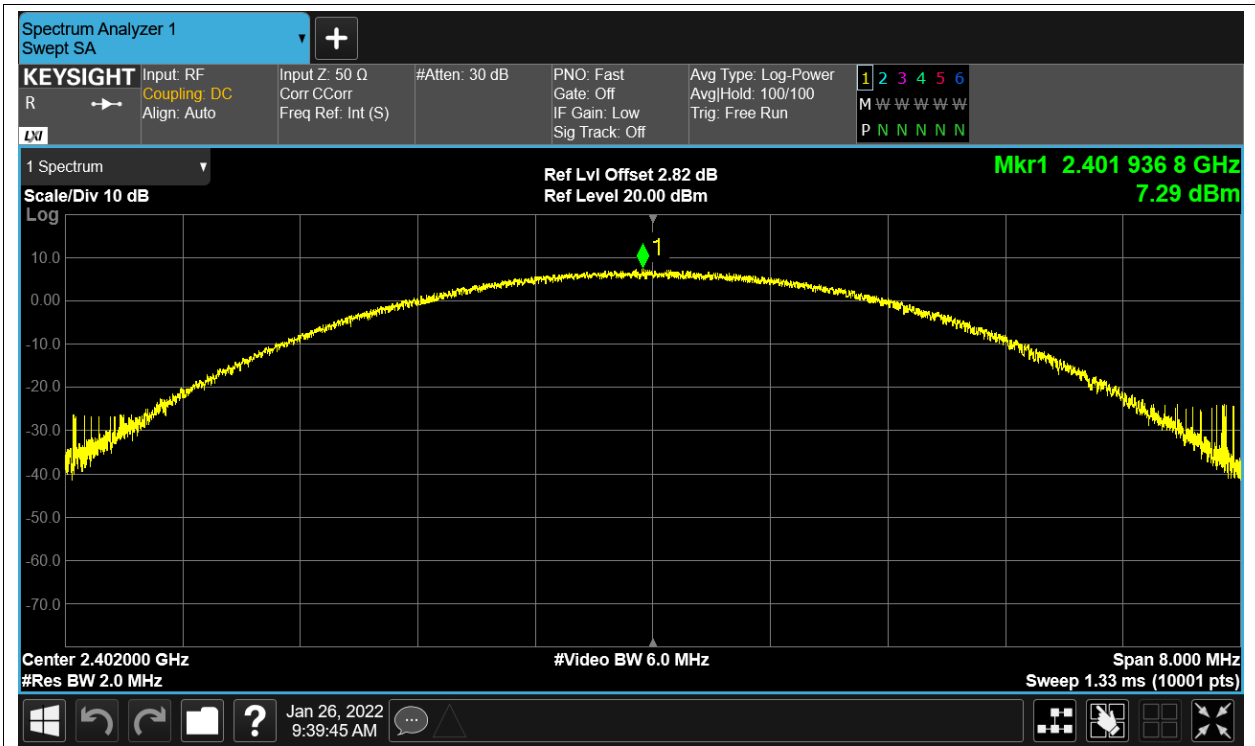 Spectrum Analyzer 1
Swept SA
+
KEYSIGHT
R
LXI
Input: RF
Coupling: DC
Align: Auto
Input Z: 50 Ω
Corr CCorr
Freq Ref: Int (S)
#Atten: 30 dB
PNO: Fast
Gate: Off
IF Gain: Low
Sig Track: Off
Avg Type: Log-Power
Avg|Hold: 100/100
Trig: Free Run
1 2 3 4 5 6
M W W W W W
P N N N N N
1 Spectrum
Scale/Div 10 dB
Log
Ref Lvl Offset 2.82 dB
Ref Level 20.00 dBm
Mkr1 2.401 936 8 GHz
7.29 dBm
1
10.0
0.00
-10.0
-20.0
-30.0
-40.0
-50.0
-60.0
-70.0
Center 2.402000 GHz
#Video BW 6.0 MHz
Span 8.000 MHz
#Res BW 2.0 MHz
Sweep 1.33 ms (10001 pts)
?
Jan 26, 2022
9:39:45 AM